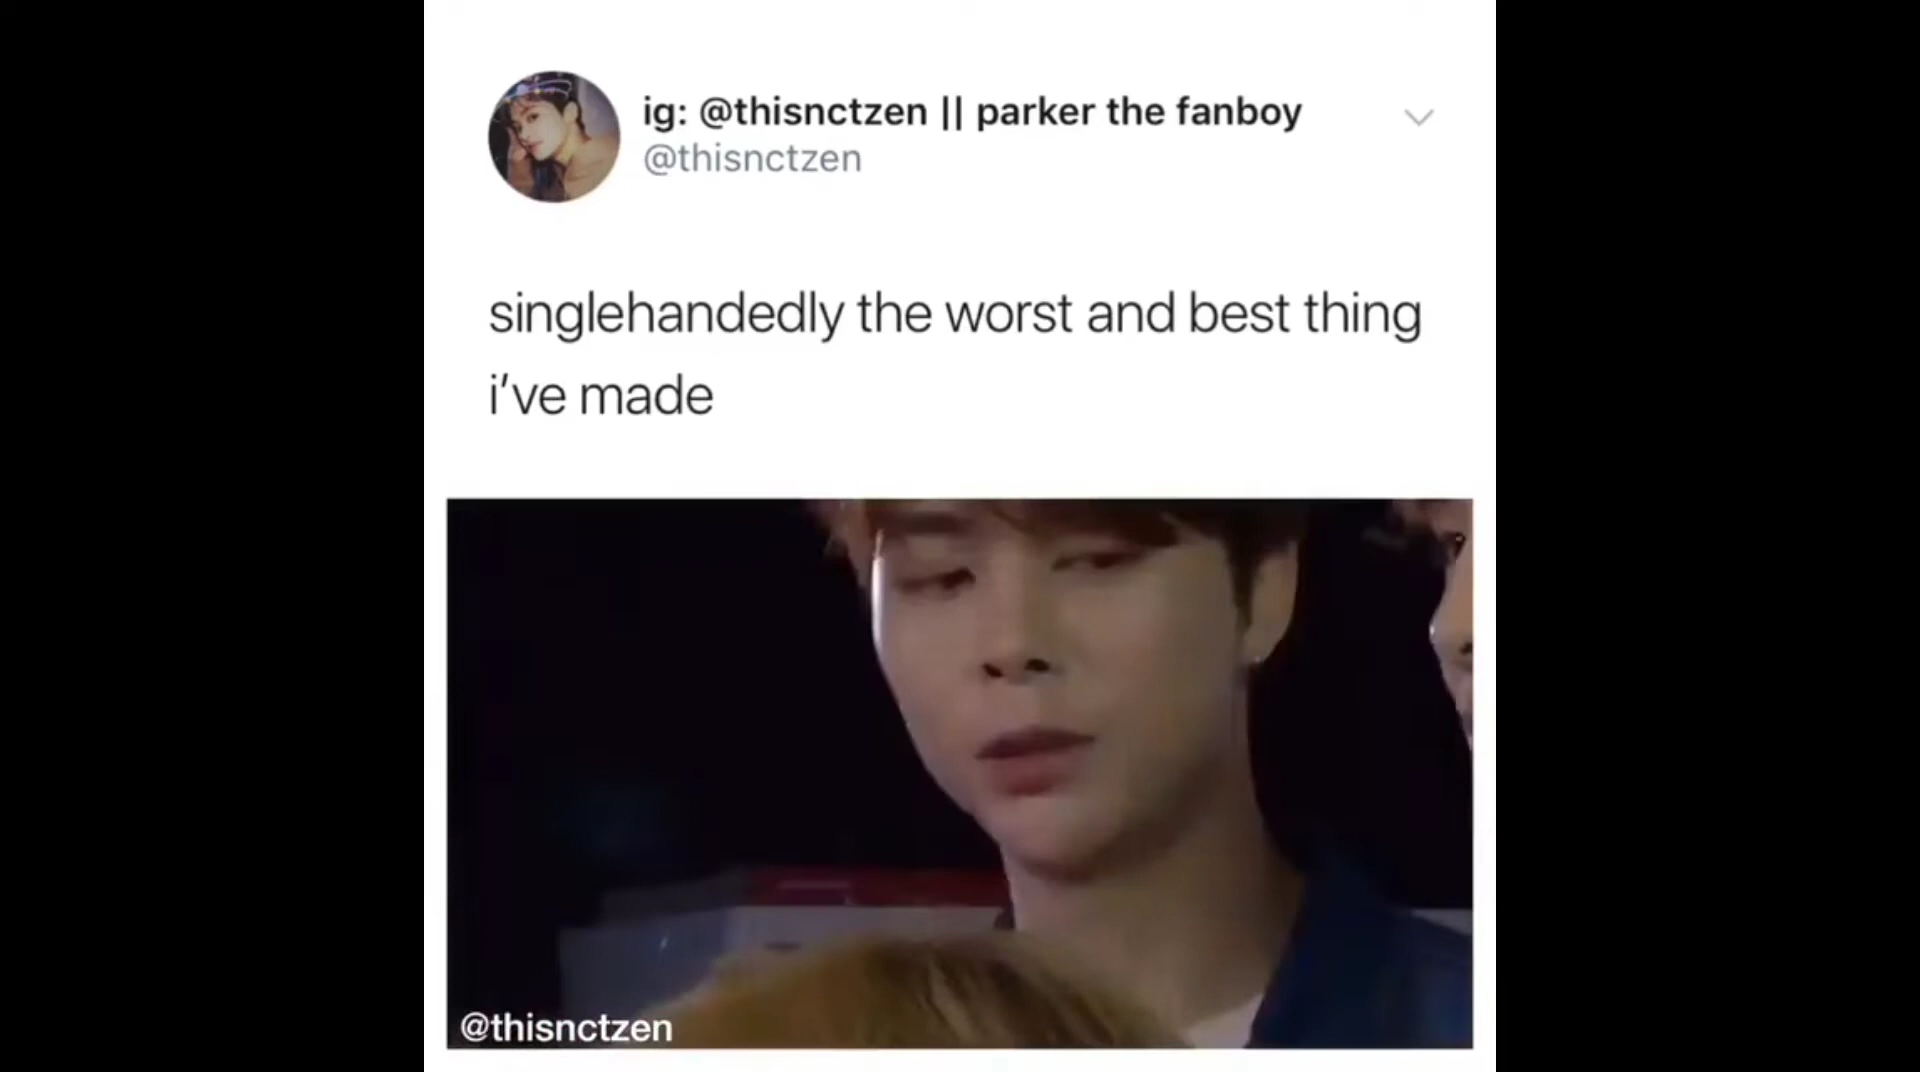 ig: @thisnctzen || parker the fanboy
@thisnctzen
singlehandedly the worst and best thing
i've made
@thisnctzen